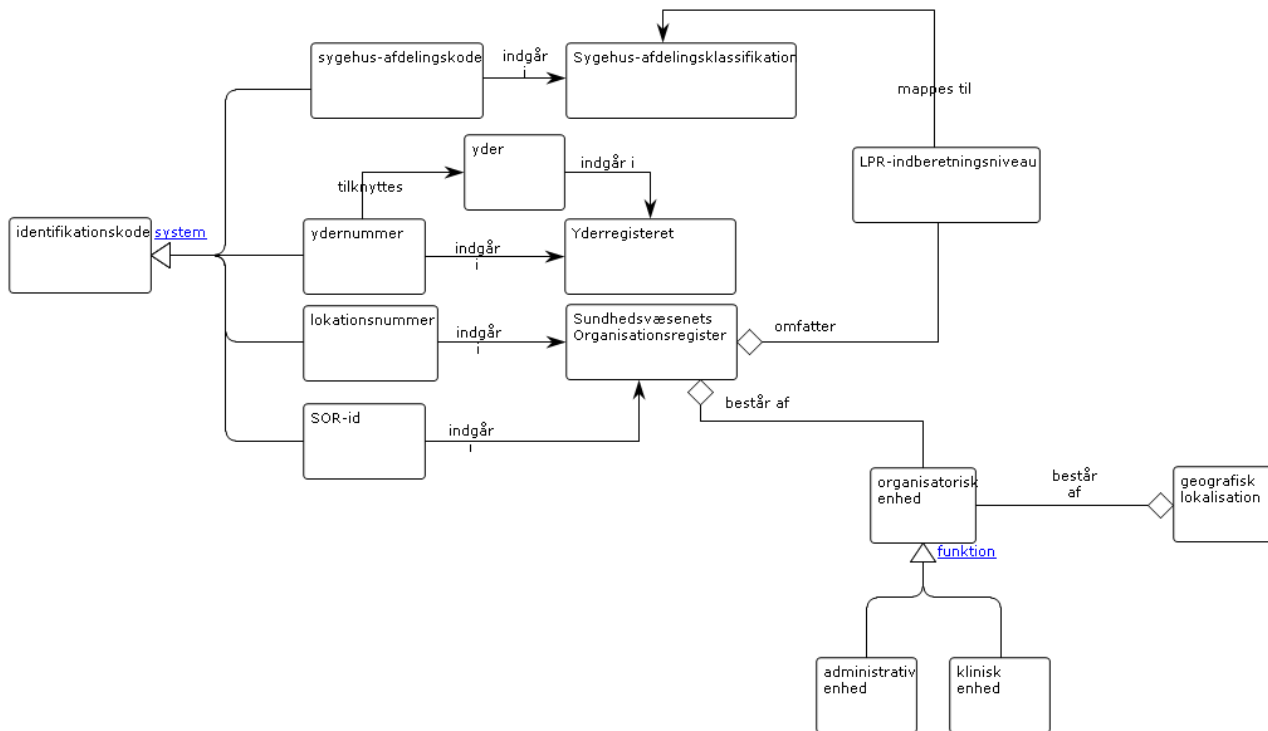 sygehus-afdelingskode
indgår
i
Sygehus-afdelingsklassifikation
mappes til
LPR-indberetningsniveau
yder
indgår i
tilknyttes
identifikationskode
system
ydernummer
indgår
i
Yderregisteret
lokationsnummer
indgår
i
Sundhedsvæsenets
Organisationsregister
omfatter
består af
SOR-id
indgår
i
organisatorisk
enhed
består
af
geografisk
lokalisation
funktion
administrativ
enhed
klinisk
enhed